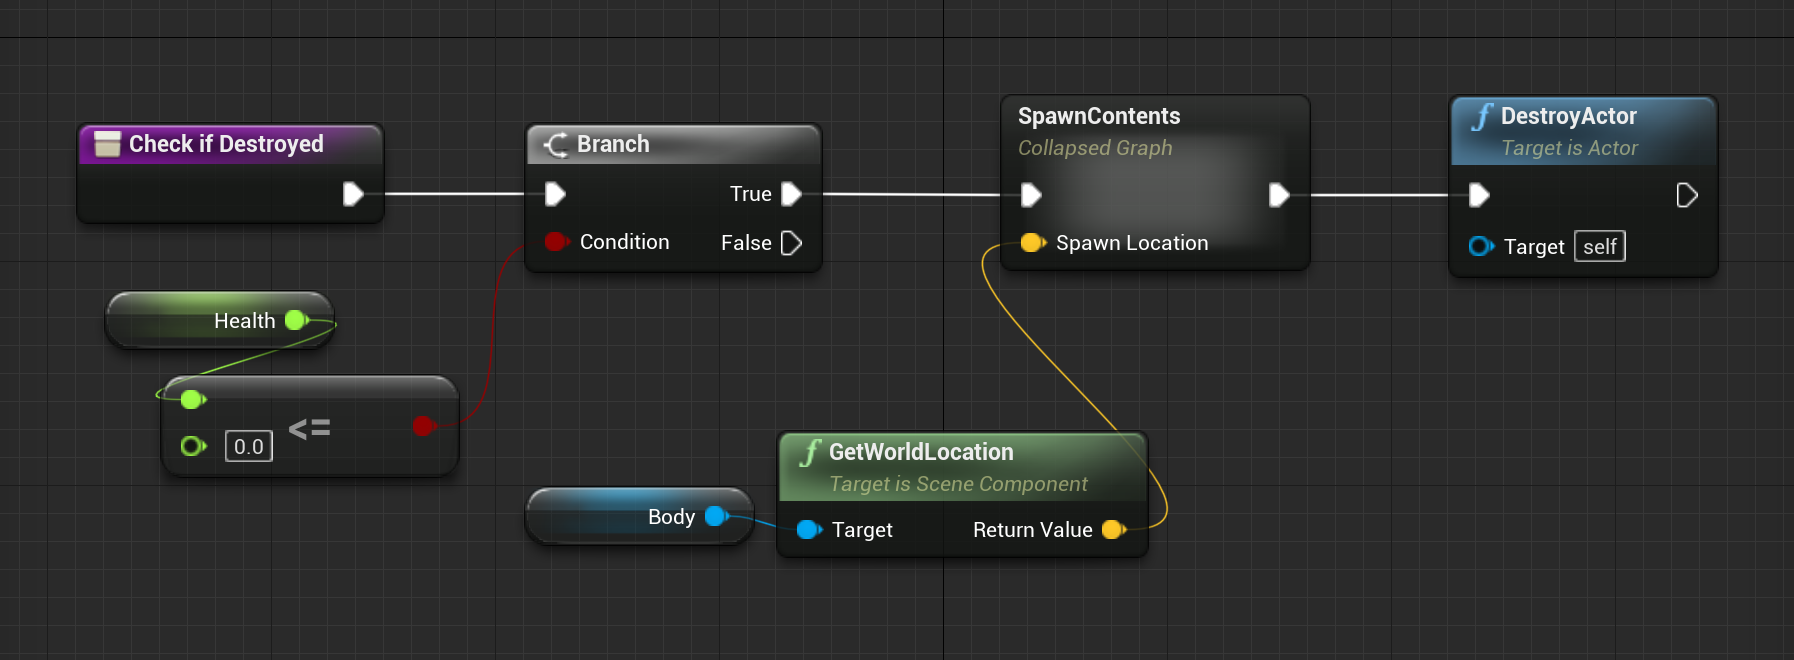 Check if Destroyed
Branch
True
Condition
False
SpawnContents
Collapsed Graph
Spawn Location
DestroyActor
Target is Actor
Target self
Health
0.0 <=
Body
GetWorldLocation
Target is Scene Component
Target
Return Value